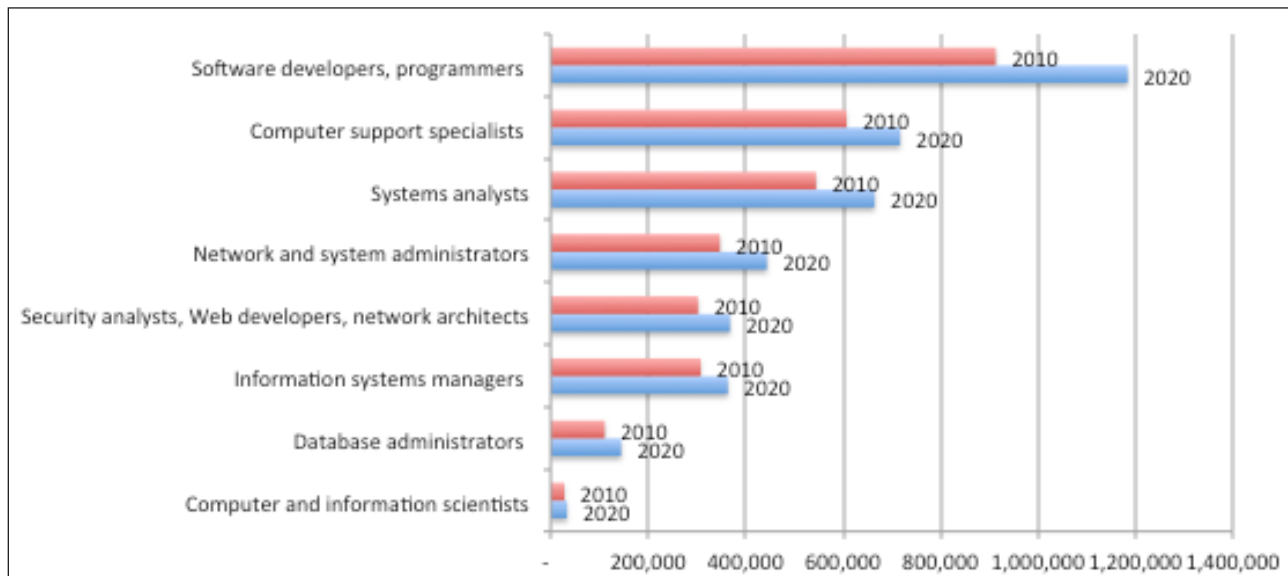 Software developers, programmers
2010
2020
Computer support specialists
2010
2020
Systems analysts
2010
2020
Network and system administrators
2010
2020
Security analysts, Web developers, network architects
2010
2020
Information systems managers
2010
2020
Database administrators
2010
2020
Computer and information scientists
2010
2020
- 200,000 400,000 600,000 800,000 1,000,000 1,200,000 1,400,000